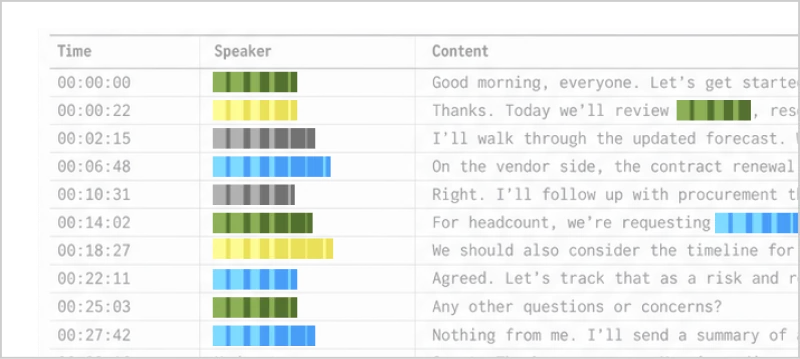 Time Speaker Content
00:00:00 Good morning, everyone. Let's get starte
00:00:22 Thanks. Today we'll review , res
00:02:15 I'll walk through the updated forecast.
00:06:48 On the vendor side, the contract renewal
00:10:31 Right. I'll follow up with procurement th
00:14:02 For headcount, we're requesting
00:18:27 We should also consider the timeline for
00:22:11 Agreed. Let's track that as a risk and r
00:25:03 Any other questions or concerns?
00:27:42 Nothing from me. I'll send a summary of